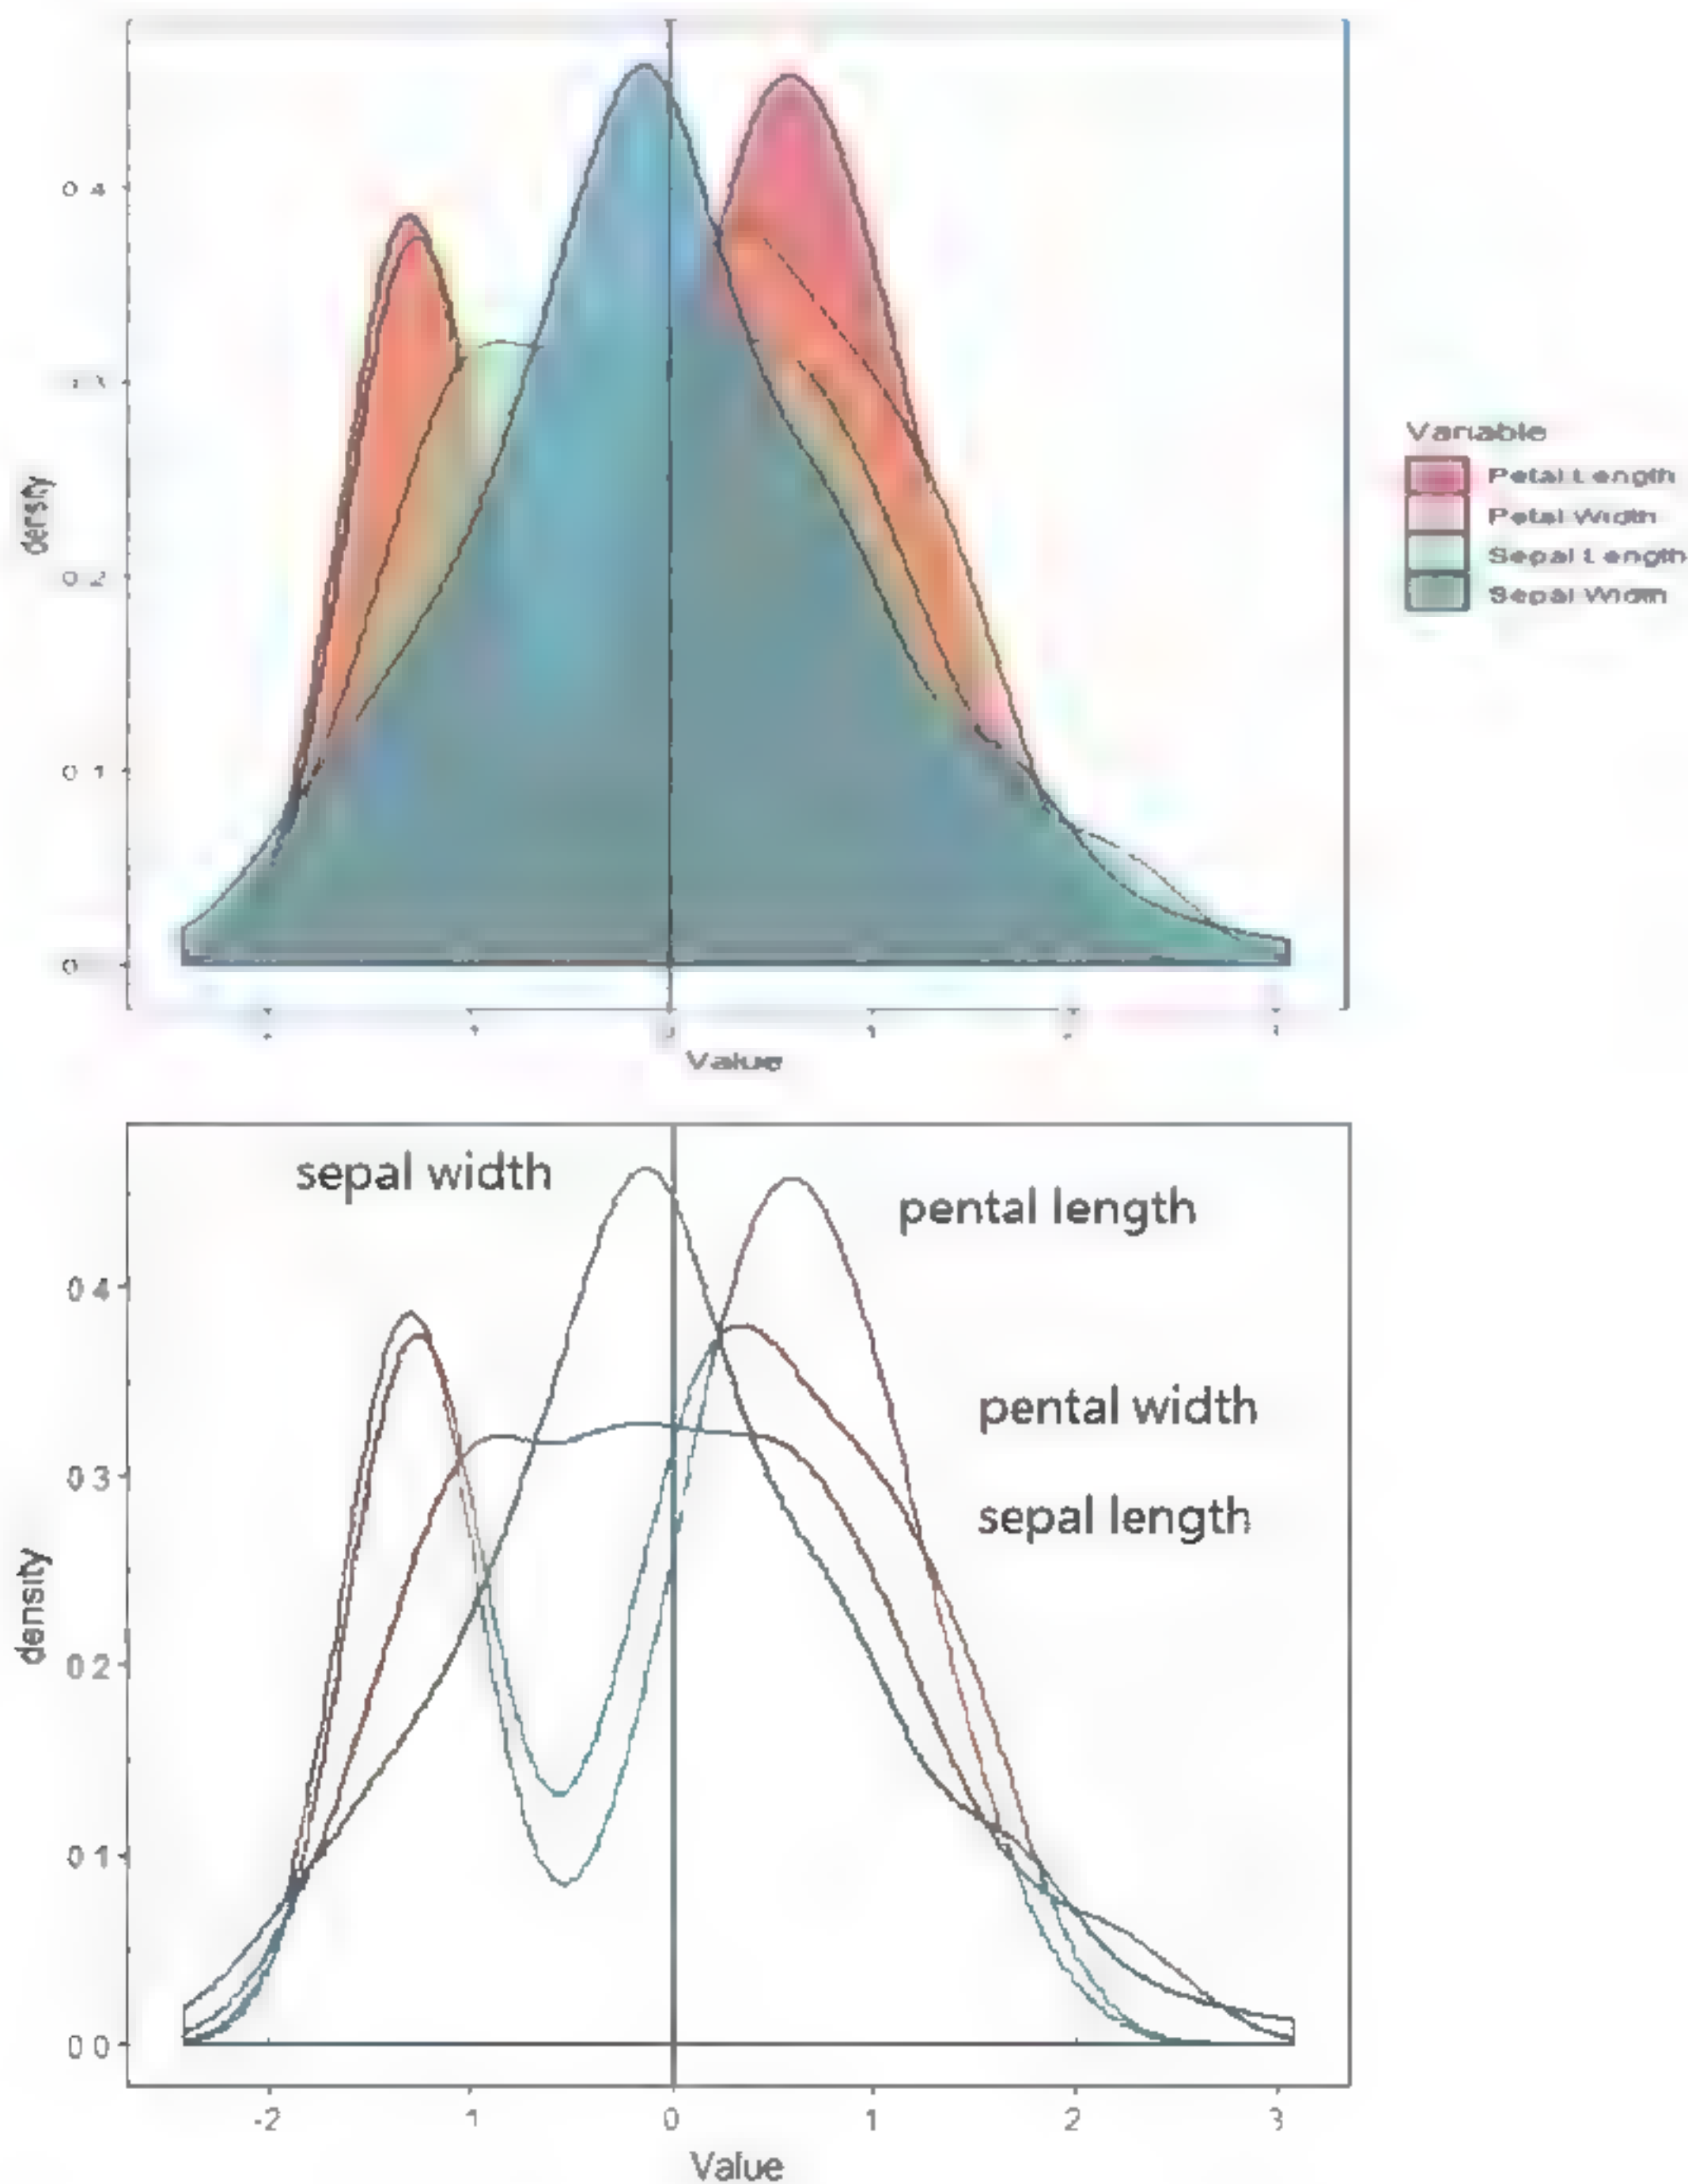 0.4
density
0.2
0.1
0
Value
Variable
Petal Length
Petal Width
Sepal Length
Sepal Width
sepal width
pental length
pental width
sepal length
0.4
0.3
0.2
0.1
0.0
density
-2
1
0
1
2
3
Value